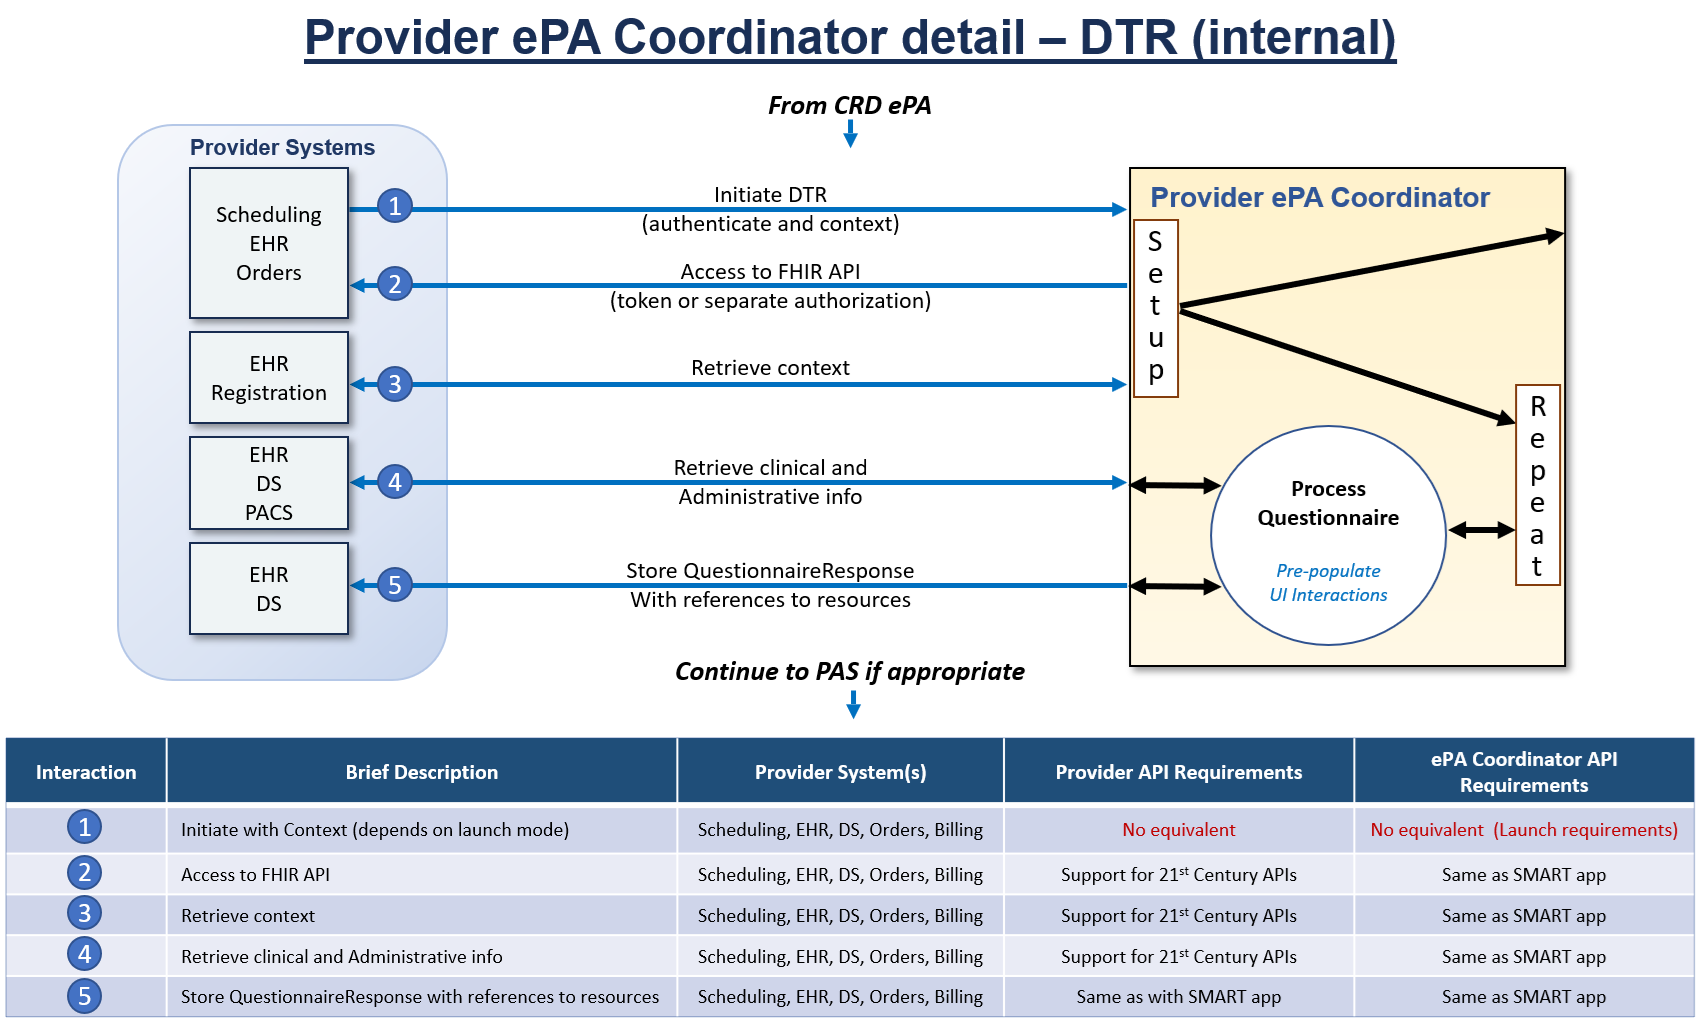 Provider ePA Coordinator detail – DTR (internal)
From CRD ePA
Provider Systems
Scheduling
EHR
Orders
EHR
Registration
EHR
DS
PACS
EHR
DS
1
Initiate DTR
(authenticate and context)
2
Access to FHIR API
(token or separate authorization)
3
Retrieve context
4
Retrieve clinical and
Administrative info
5
Store QuestionnaireResponse
With references to resources
Provider ePA Coordinator
Setup
Repeat
Process
Questionnaire
Pre-populate
UI Interactions
Continue to PAS if appropriate
Interaction Brief Description Provider System(s) Provider API Requirements ePA Coordinator API
Requirements
1 Initiate with Context (depends on launch mode) Scheduling, EHR, DS, Orders, Billing No equivalent No equivalent (Launch requirements)
2 Access to FHIR API Scheduling, EHR, DS, Orders, Billing Support for 21st Century APIs Same as SMART app
3 Retrieve context Scheduling, EHR, DS, Orders, Billing Support for 21st Century APIs Same as SMART app
4 Retrieve clinical and Administrative info Scheduling, EHR, DS, Orders, Billing Support for 21st Century APIs Same as SMART app
5 Store QuestionnaireResponse with references to resources Scheduling, EHR, DS, Orders, Billing Same as with SMART app Same as SMART app